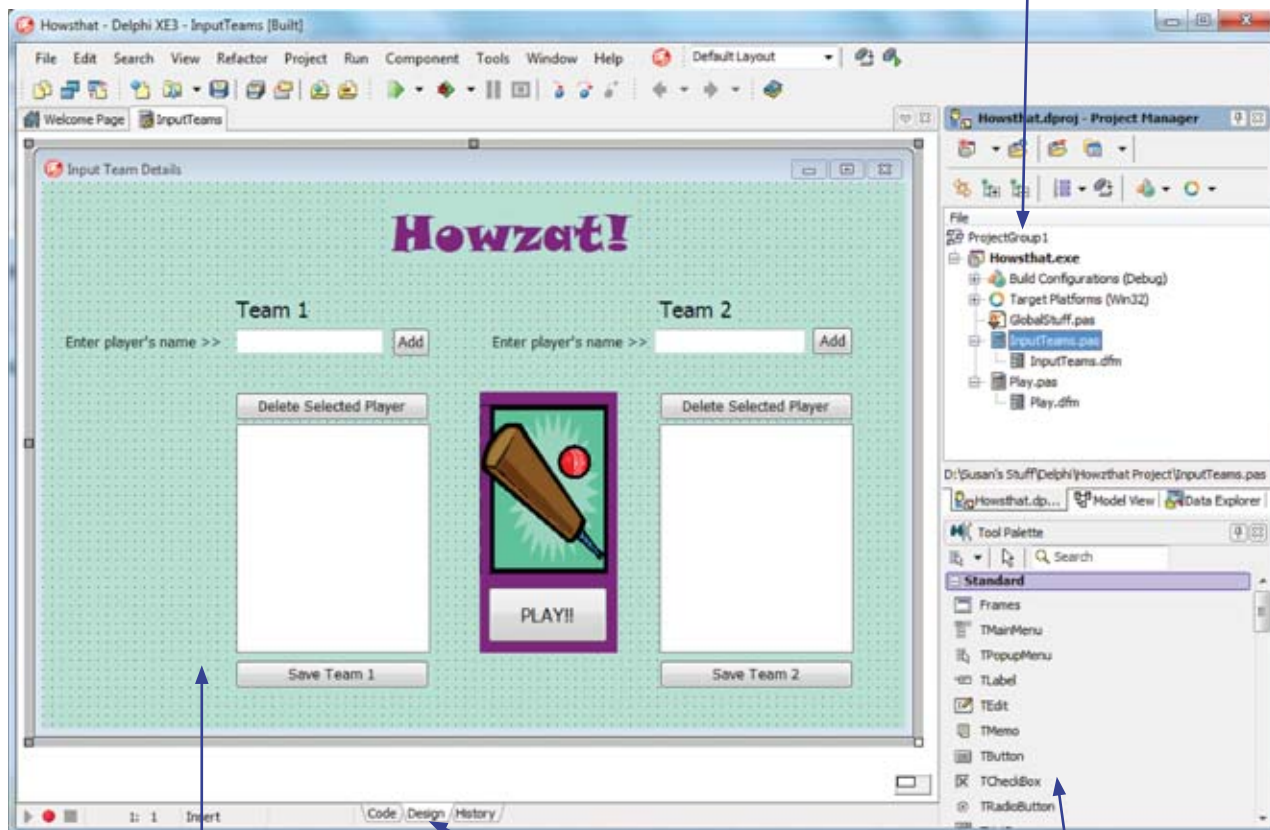 Howsthat - Delphi XE3 - InputTeams [Built]
File Edit Search View Refactor Project Run Component Tools Window Help Default Layout
Welcome Page InputTeams
Input Team Details
Howzat!
Team 1 Team 2
Enter player's name >> Add Enter player's name >> Add
Delete Selected Player Delete Selected Player
PLAY!!
Save Team 1 Save Team 2
1: 1 Insert Code Design History
Howsthat.dproj - Project Manager
File
ProjectGroup1
Howsthat.exe
Build Configurations (Debug)
Target Platforms (Win32)
GlobalStuff.pas
InputTeams.pas
InputTeams.dfm
Play.pas
Play.dfm
D:\Susan's Stuff\Delphi\Howzthat Project\InputTeams.pas
Howsthat.dp... Model View Data Explorer
Tool Palette
Search
Standard
Frames
TMainMenu
TPopupMenu
TLabel
TEdit
TMemo
TButton
TCheckBox
TRadioButton